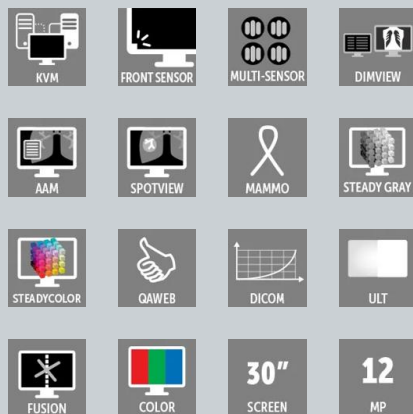 KVM
FRONT SENSOR
MULTI-SENSOR
DIMVIEW
AAM
SPOTVIEW
MAMMO
STEADY GRAY
STEADYCOLOR
QAWEB
DICOM
ULT
FUSION
COLOR
30"
SCREEN
12
MP